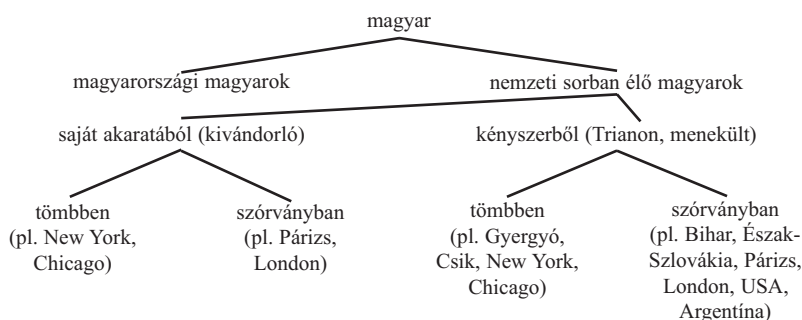 magyar
magyarországi magyarok
nemzeti sorban élő magyarok
saját akaratából (kivándorló)
kényszerből (Trianon, menekült)
tömbben
(pl. New York,
Chicago)
szórványban
(pl. Párizs,
London)
tömbben
(pl. Gyergyó,
Csik, New York,
Chicago)
szórványban
(pl. Bihar, Észak-
Szlovákia, Párizs,
London, USA,
Argentína)